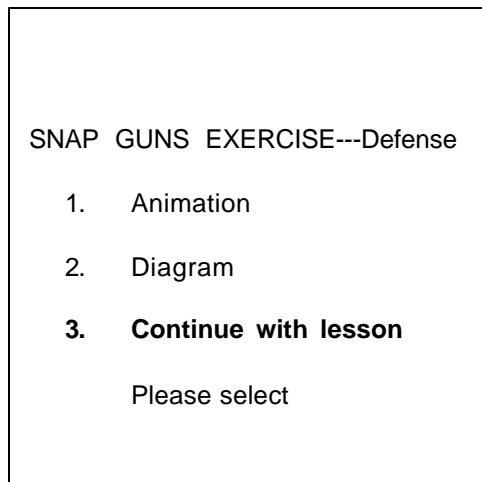 SNAP GUNS EXERCISE---Defense
1. Animation
2. Diagram
3. Continue with lesson
Please select